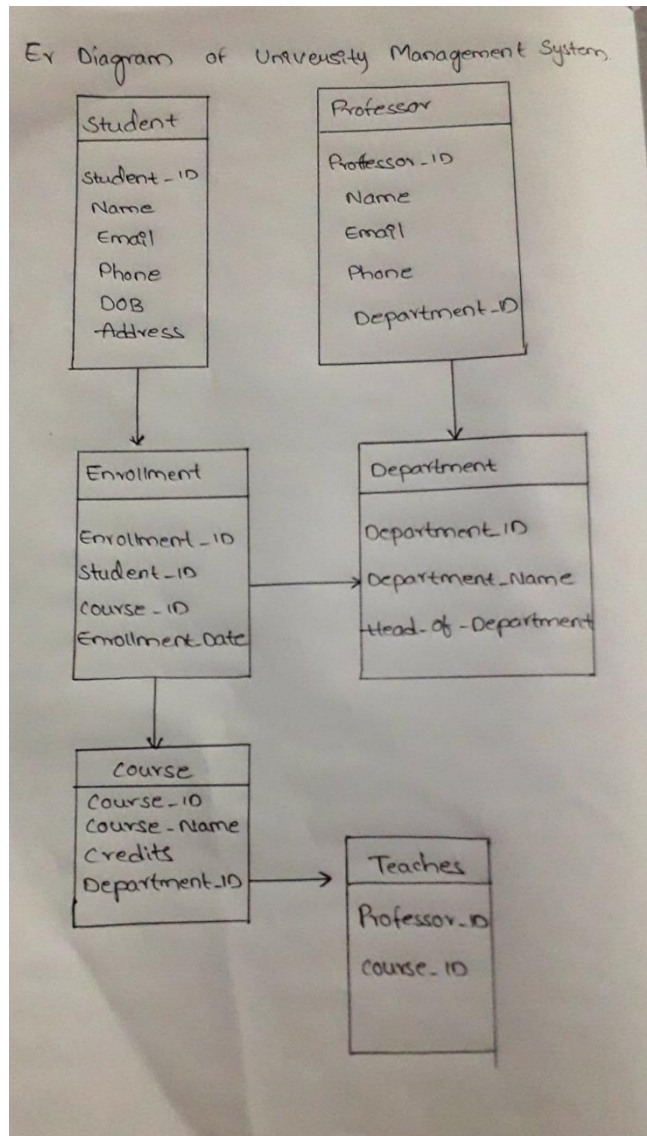 Er Diagram of University Management System.
Student
Student_ID
Name
Email
Phone
DOB
Address
Professor
Professor_ID
Name
Email
Phone
Department_ID
Enrollment
Enrollment_ID
Student_ID
Course_ID
Enrollment_Date
Department
Department_ID
Department_Name
Head_of_Department
Course
Course_ID
Course_Name
Credits
Department_ID
Teaches
Professor_ID
Course_ID